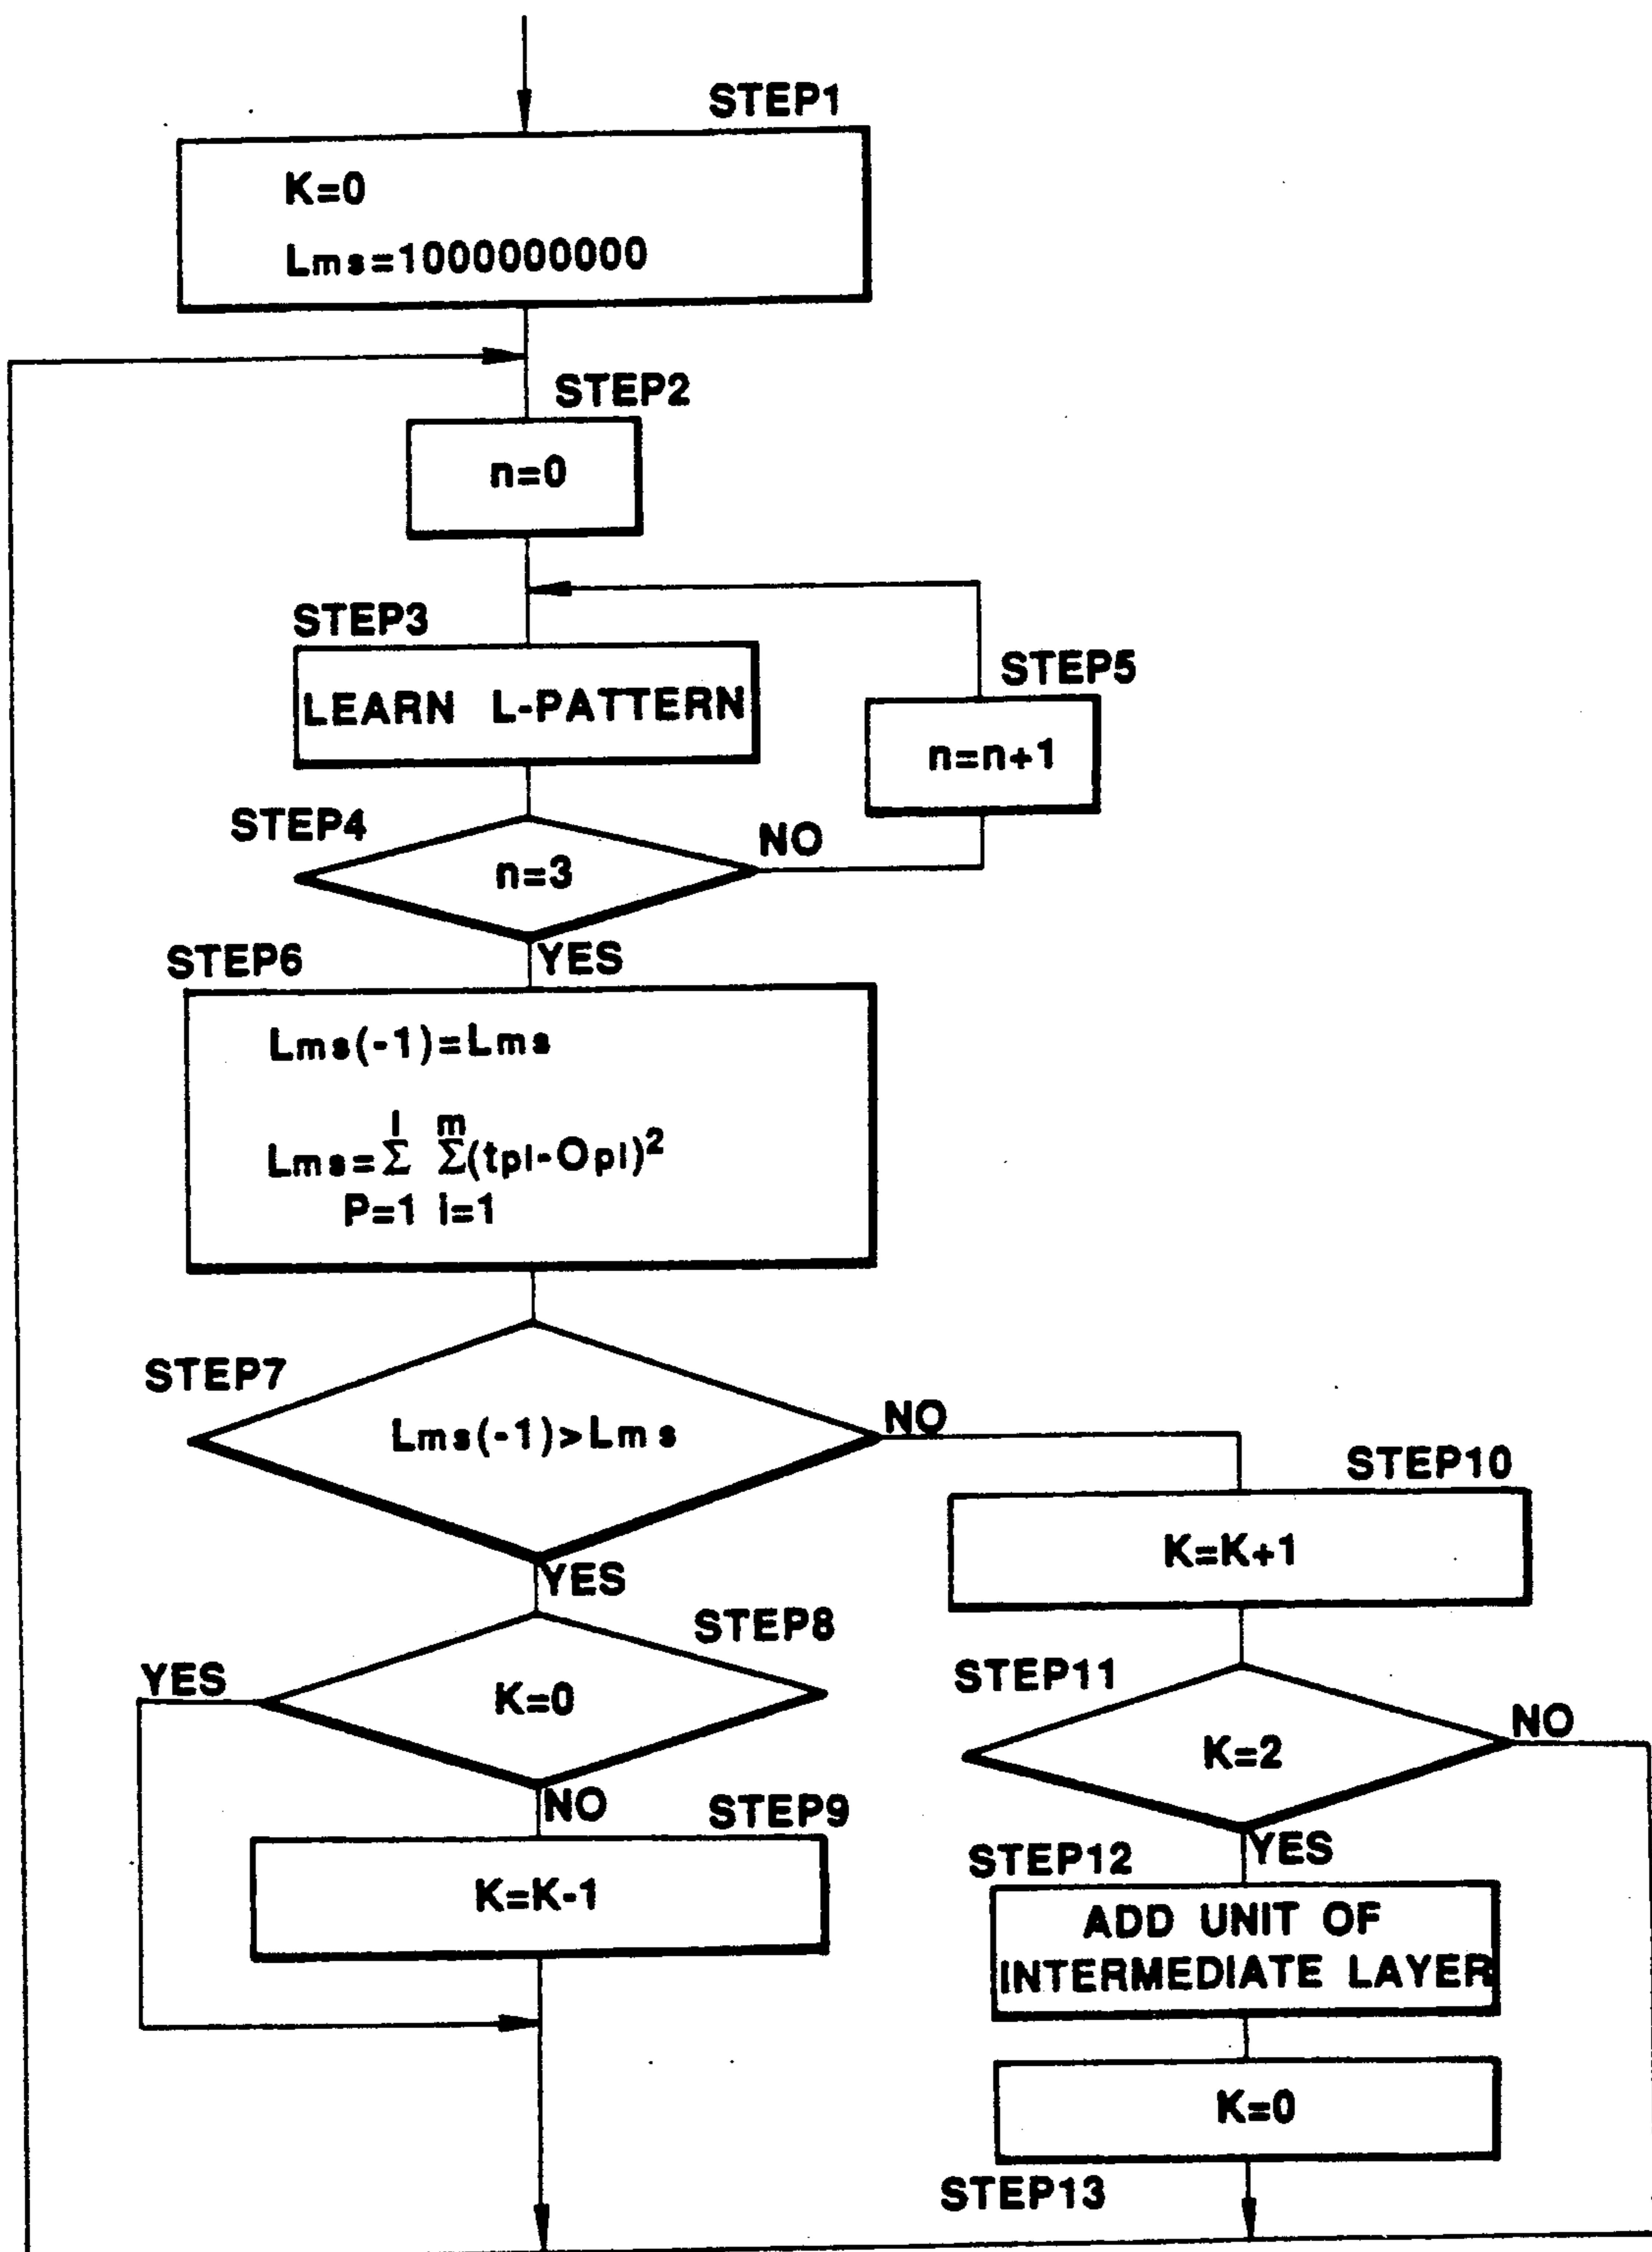 STEP1
K=0
Lms=1000000000
STEP2
n=0
STEP3
LEARN L-PATTERN
STEP5
n=n+1
STEP4
n=3
NO
YES
STEP6
Lms(-1)=Lms
l m
Lms=Σ Σ(tpi-Opi)²
P=1 i=1
STEP7
Lms(-1)>Lms
NO
YES
STEP10
K=K+1
STEP8
YES
K=0
NO
STEP11
K=2
NO
YES
STEP9
K=K-1
STEP12
ADD UNIT OF
INTERMEDIATE LAYER
K=0
STEP13